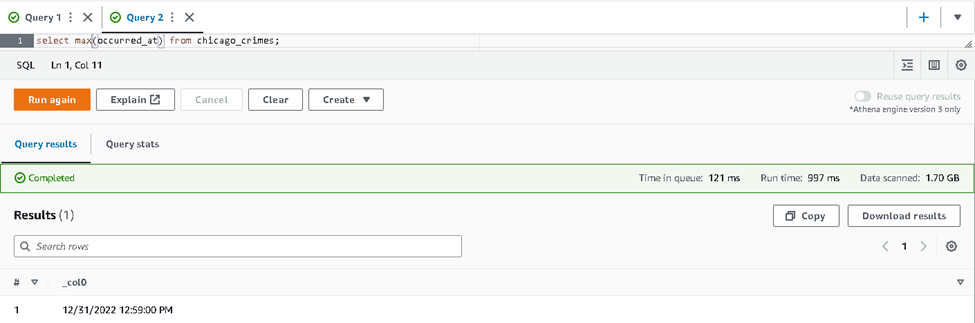 Query 1 Query 2
1 select max(occurred_at) from chicago_crimes;
SQL Ln 1, Col 11
Run again Explain Cancel Clear Create Reuse query results
*Athena engine version 3 only
Query results Query stats
Completed Time in queue: 121 ms Run time: 997 ms Data scanned: 1.70 GB
Results (1) Copy Download results
Search rows 1
# _col0
1 12/31/2022 12:59:00 PM